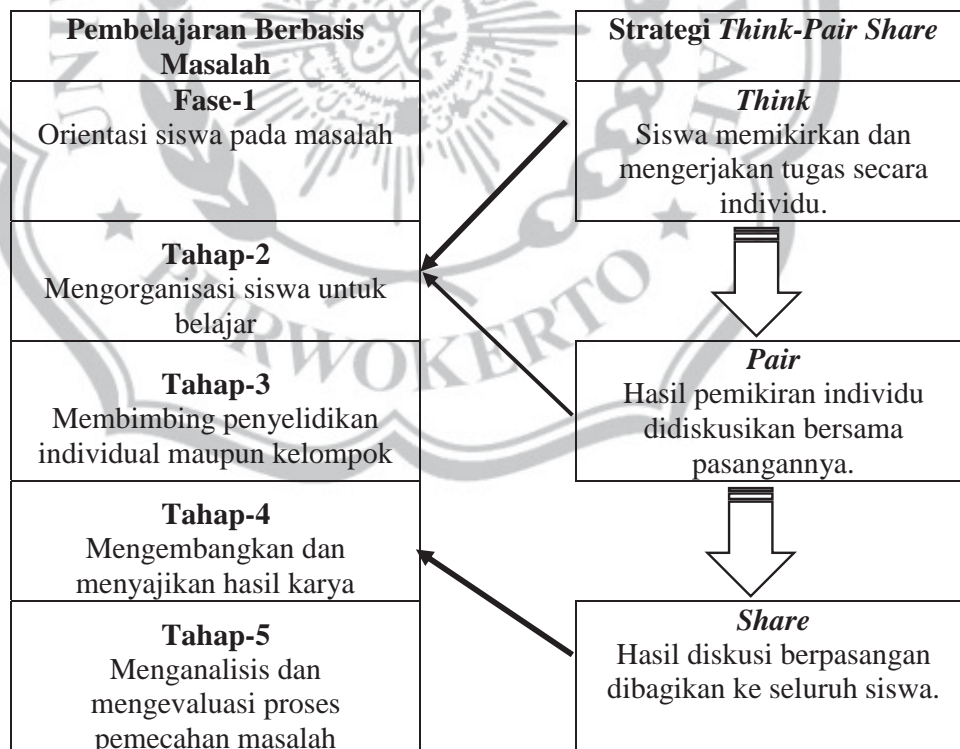 Pembelajaran Berbasis
Masalah
Fase-1
Orientasi siswa pada masalah
Tahap-2
Mengorganisasi siswa untuk
belajar
Tahap-3
Membimbing penyelidikan
individual maupun kelompok
Tahap-4
Mengembangkan dan
menyajikan hasil karya
Tahap-5
Menganalisis dan
mengevaluasi proses
pemecahan masalah
Strategi Think-Pair Share
Think
Siswa memikirkan dan
mengerjakan tugas secara
individu.
Pair
Hasil pemikiran individu
didiskusikan bersama
pasangannya.
Share
Hasil diskusi berpasangan
dibagikan ke seluruh siswa.
PURWOKERTO